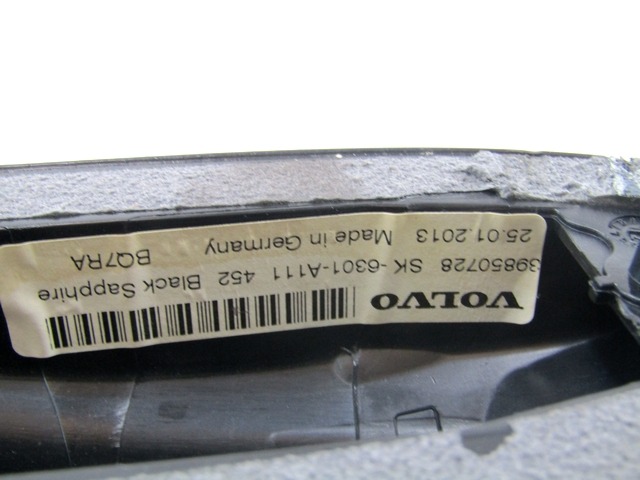 VOLVO
39850728 SK -6301-A111 452 Black Sapphire
25.01.2013 Made in Germany BQ7RA